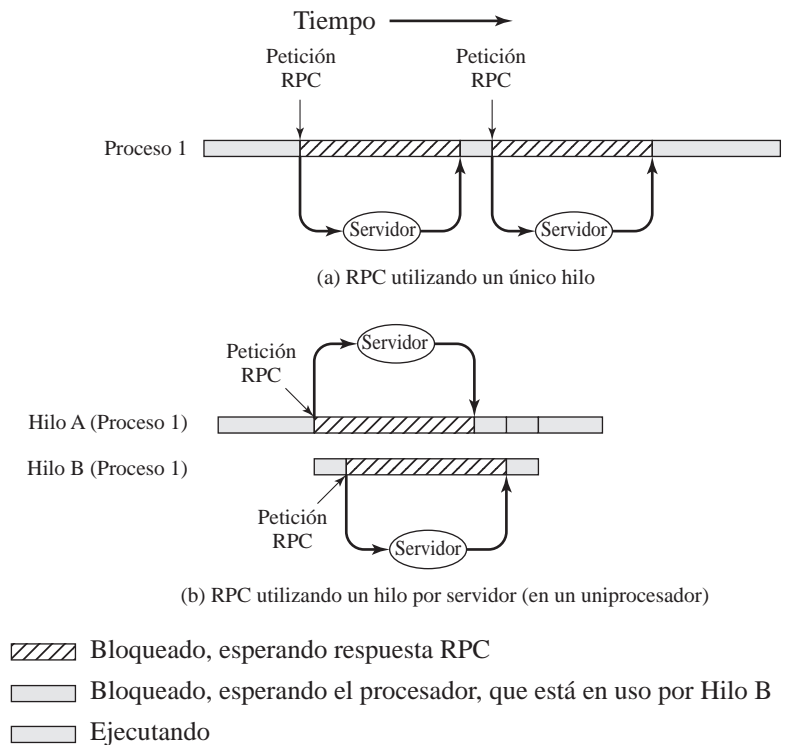 Tiempo
Petición
RPC
Petición
RPC
Proceso 1
Servidor
Servidor
(a) RPC utilizando un único hilo
Servidor
Petición
RPC
Hilo A (Proceso 1)
Hilo B (Proceso 1)
Petición
RPC
Servidor
(b) RPC utilizando un hilo por servidor (en un uniprocesador)
Bloqueado, esperando respuesta RPC
Bloqueado, esperando el procesador, que está en uso por Hilo B
Ejecutando